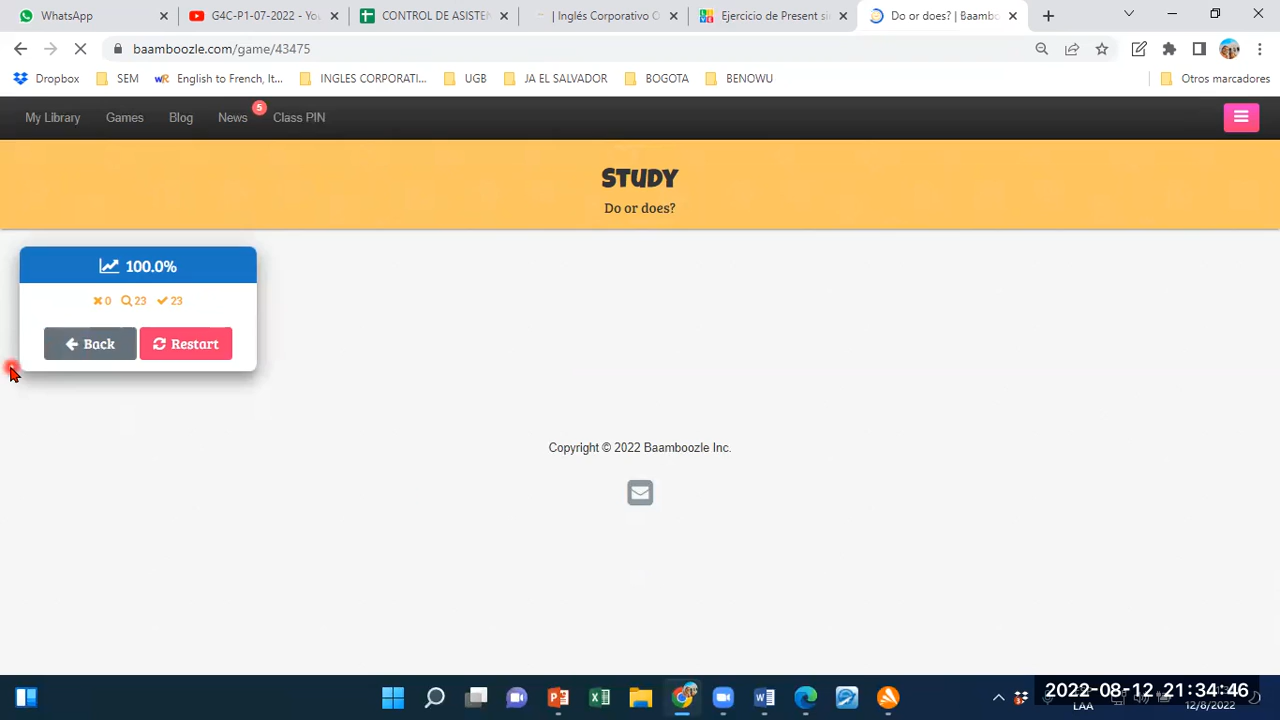 WhatsApp
G4C-P1-07-2022 - Yo
CONTROL DE ASISTEN
| Inglés Corporativo O
Ejercicio de Present si
Do or does? | Baambo
baamboozle.com/game/43475
Dropbox
SEM
English to French, It...
INGLES CORPORATI...
UGB
JA EL SALVADOR
BOGOTA
BENOWU
Otros marcadores
My Library
Games
Blog
News
5
Class PIN
STUDY
Do or does?
100.0%
0 23 23
Back
Restart
Copyright © 2022 Baamboozle Inc.
2022-08-12 21:34:46
LAA
12/8/2022